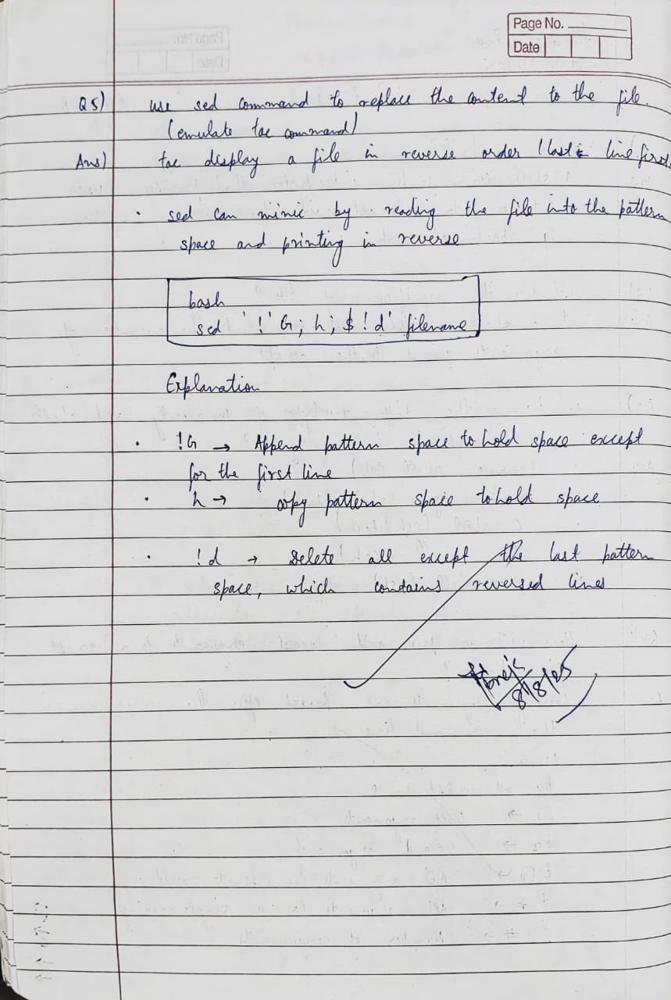 Page No.
Date
Q5) use sed command to replace the content to the file.
(emulate tac command)
Ans) tac display a file in reverse order (last line first
• sed can mimic by reading the file into the pattern
space and printing in reverse
bash
sed '!' G; h; $!d' filename
Explanation
• !G → Append pattern space to hold space except
for the first line
• h → copy pattern space to hold space
• !d → Delete all except the last pattern
space, which contains reversed lines
8/8/25